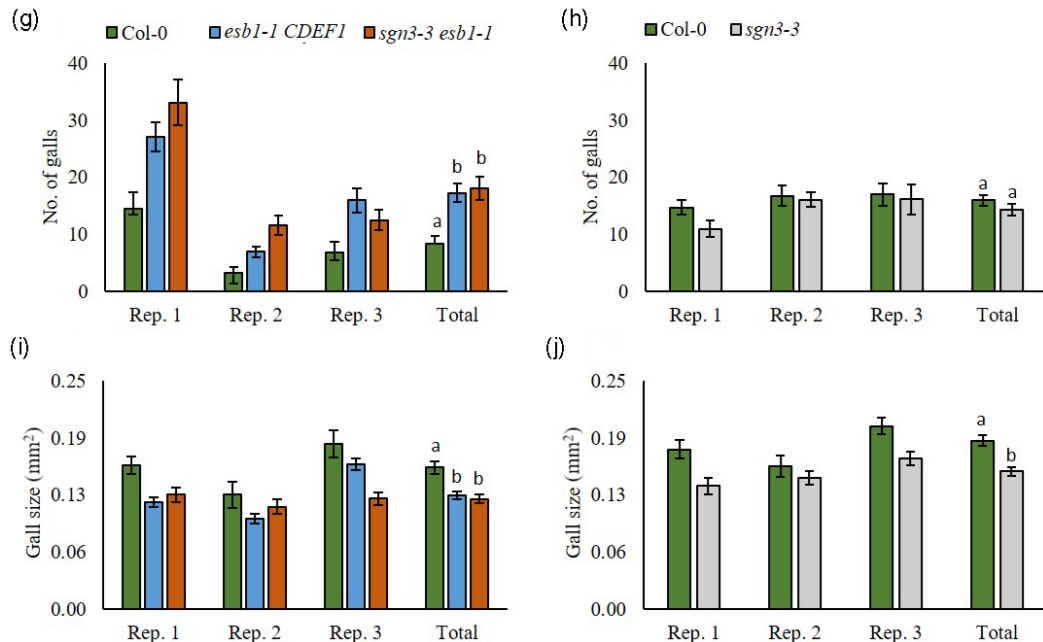 (g)
Col-0 esb1-1 CDEF1 sgn3-3 esb1-1
No. of galls
40
30
20
10
0
a b b
Rep. 1 Rep. 2 Rep. 3 Total
(h)
Col-0 sgn3-3
No. of galls
40
30
20
10
0
a a
Rep. 1 Rep. 2 Rep. 3 Total
(i)
Gall size (mm²)
0.25
0.19
0.13
0.06
0.00
a b b
Rep. 1 Rep. 2 Rep. 3 Total
(j)
Gall size (mm²)
0.25
0.19
0.13
0.06
0.00
a b
Rep. 1 Rep. 2 Rep. 3 Total